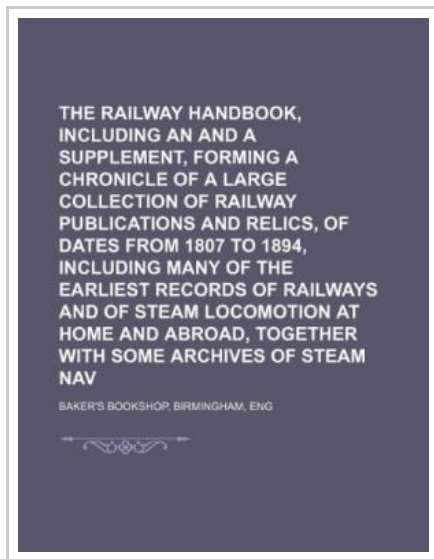 THE RAILWAY HANDBOOK,
INCLUDING AN AND A
SUPPLEMENT, FORMING A
CHRONICLE OF A LARGE
COLLECTION OF RAILWAY
PUBLICATIONS AND RELICS, OF
DATES FROM 1807 TO 1894,
INCLUDING MANY OF THE
EARLIEST RECORDS OF RAILWAYS
AND OF STEAM LOCOMOTION AT
HOME AND ABROAD, TOGETHER
WITH SOME ARCHIVES OF STEAM
NAV
BAKER'S BOOKSHOP, BIRMINGHAM, ENG